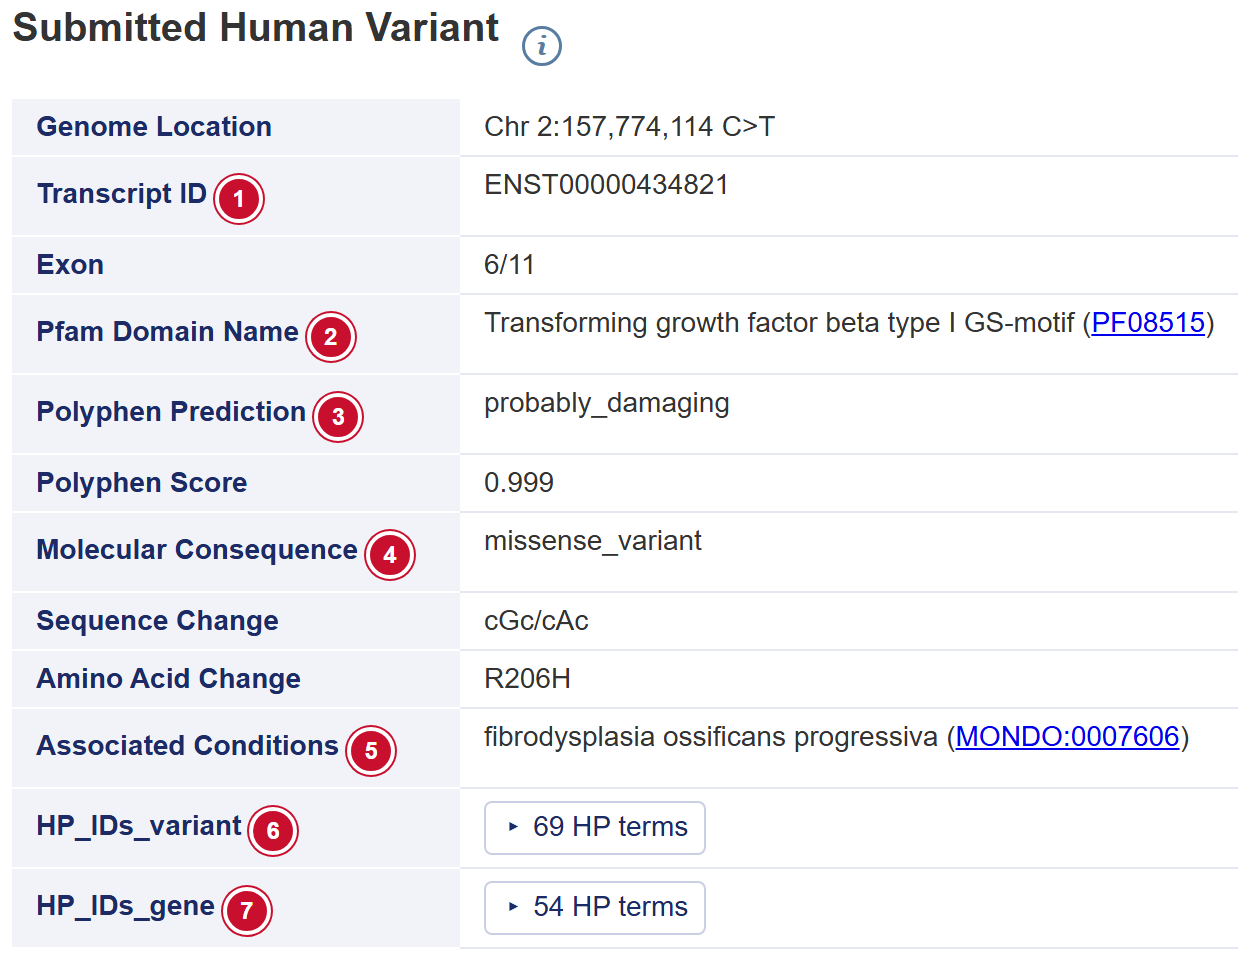 Submitted Human Variant i
Genome Location Chr 2:157,774,114 C>T
Transcript ID 1 ENST00000434821
Exon 6/11
Pfam Domain Name 2 Transforming growth factor beta type I GS-motif (PF08515)
Polyphen Prediction 3 probably_damaging
Polyphen Score 0.999
Molecular Consequence 4 missense_variant
Sequence Change cGc/cAc
Amino Acid Change R206H
Associated Conditions 5 fibrodysplasia ossificans progressiva (MONDO:0007606)
HP_IDs_variant 6 ▸ 69 HP terms
HP_IDs_gene 7 ▸ 54 HP terms